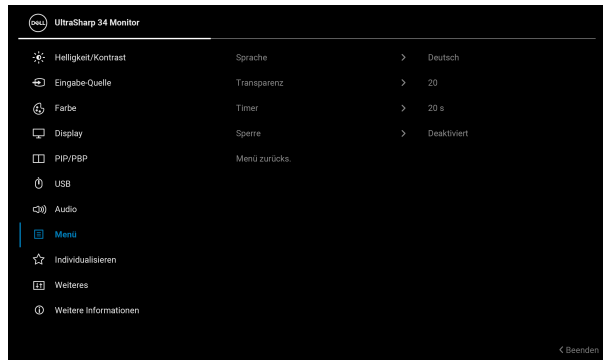 DELL UltraSharp 34 Monitor
Helligkeit/Kontrast Sprache > Deutsch
Eingabe-Quelle Transparenz > 20
Farbe Timer > 20 s
Display Sperre > Deaktiviert
PIP/PBP Menü zurücks.
USB
Audio
Menü
Individualisieren
Weiteres
Weitere Informationen
< Beenden